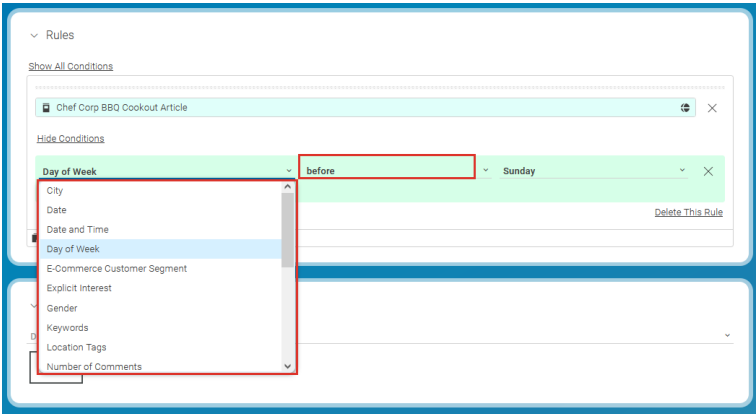 Rules
Show All Conditions
Chef Corp BBQ Cookout Article
Hide Conditions
Day of Week before Sunday
City
Date
Date and Time
Day of Week
E-Commerce Customer Segment
Explicit Interest
Gender
Keywords
Location Tags
Number of Comments
Delete This Rule
D